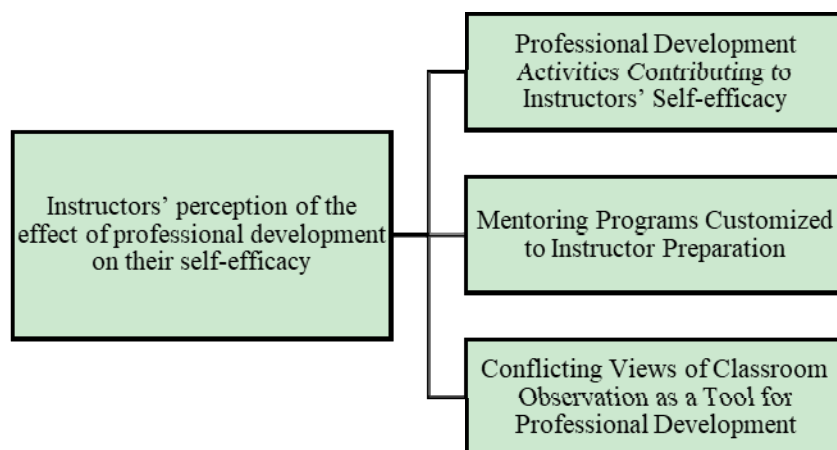 Professional Development
Activities Contributing to
Instructors’ Self-efficacy
Instructors’ perception of the
effect of professional development
on their self-efficacy
Mentoring Programs Customized
to Instructor Preparation
Conflicting Views of Classroom
Observation as a Tool for
Professional Development